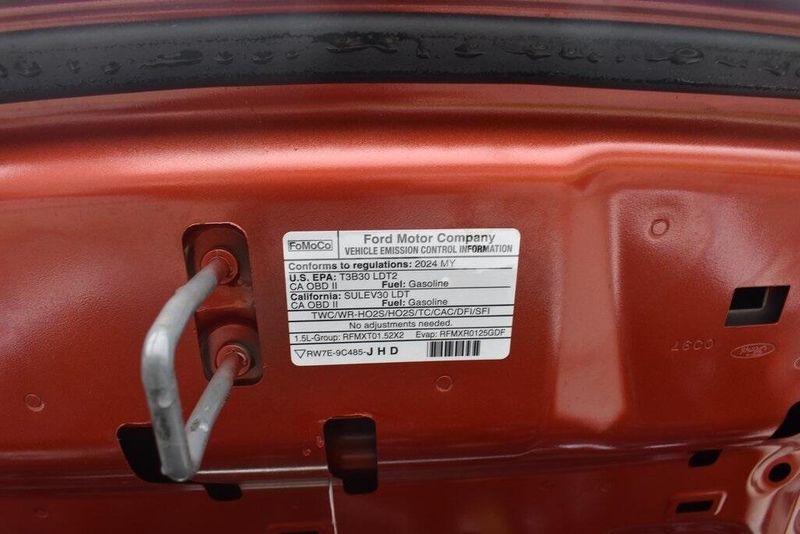 FoMoCo
Ford Motor Company
VEHICLE EMISSION CONTROL INFORMATION
Conforms to regulations: 2024 MY
U.S. EPA: T3B30 LDT2
CA OBD II Fuel: Gasoline
California: SULEV30 LDT
CA OBD II Fuel: Gasoline
TWC/WR-HO2S/HO2S/TC/CAC/DFI/SFI
No adjustments needed.
1.5L-Group: RFMXT01.52X2 Evap: RFMXR0125GDF
RW7E-9C485-JHD
Ford